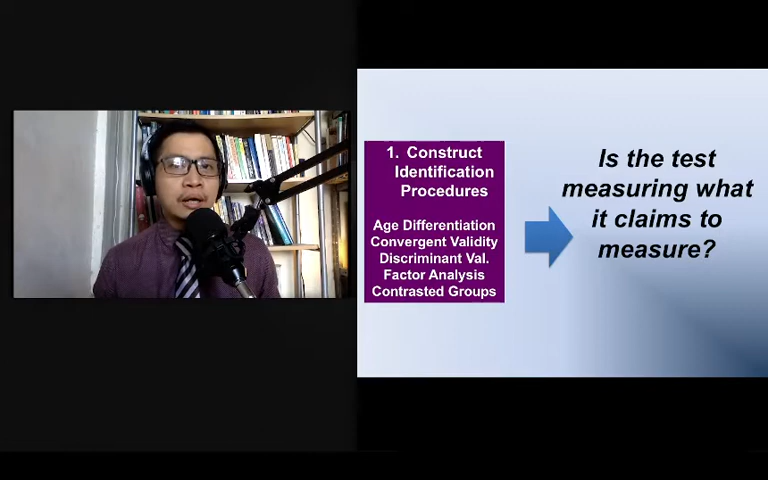 1. Construct
Identification
Procedures
Age Differentiation
Convergent Validity
Discriminant Val.
Factor Analysis
Contrasted Groups
Is the test
measuring what
it claims to
measure?